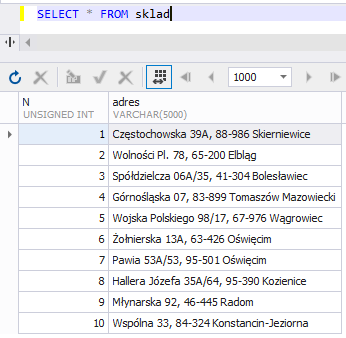 SELECT * FROM sklad
1000
N adres
UNSIGNED INT VARCHAR(5000)
1 Częstochowska 39A, 88-986 Skierniewice
2 Wolności Pl. 78, 65-200 Elbląg
3 Spółdzielcza 06A/35, 41-304 Bolesławiec
4 Górnośląska 07, 83-899 Tomaszów Mazowiecki
5 Wojska Polskiego 98/17, 67-976 Wągrowiec
6 Żołnierska 13A, 63-426 Oświęcim
7 Pawia 53A/53, 95-501 Oświęcim
8 Hallera Józefa 35A/64, 95-390 Kozienice
9 Młynarska 92, 46-445 Radom
10 Wspólna 33, 84-324 Konstancin-Jeziorna